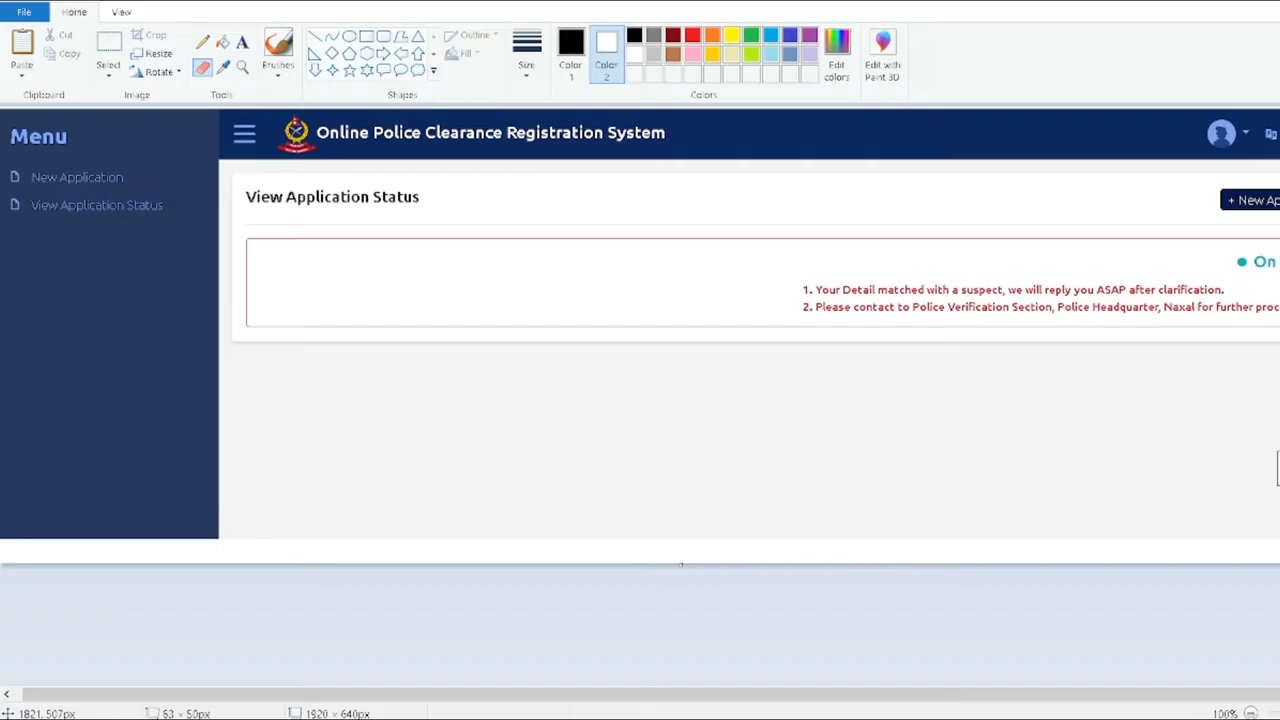 File Home View
Cut
Copy
Paste
Clipboard
Crop
Resize
Rotate
Select
Image
Tools
Brushes
Outline
Fill
Shapes
Size
Color 1
Color 2
Edit colors
Colors
Edit with Paint 3D
Menu
New Application
View Application Status
Online Police Clearance Registration System
View Application Status
+ New Ap
On
1. Your Detail matched with a suspect, we will reply you ASAP after clarification.
2. Please contact to Police Verification Section, Police Headquarter, Naxal for further proc
1821, 507px 63 × 50px 1920 × 640px 100%